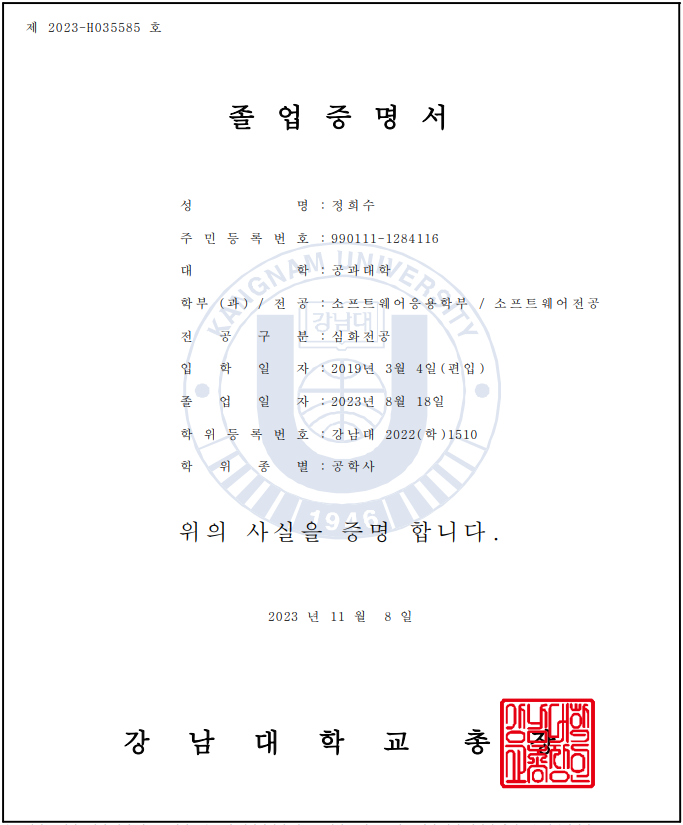 제 2023-H035585 호
졸 업 증 명 서
성 명 : 정희수
주 민 등 록 번 호 : 990111-1284116
대 학 : 공과대학
학부 (과) / 전 공 : 소프트웨어응용학부 / 소프트웨어전공
전 공 구 분 : 심화전공
입 학 일 자 : 2019년 3월 4일(편입)
졸 업 일 자 : 2023년 8월 18일
학 위 등 록 번 호 : 강남대 2022(학)1510
학 위 종 별 : 공학사
KANGNAM UNIVERSITY
강남대
1946
위의 사실을 증명 합니다.
2023 년 11 월 8 일
강 남 대 학 교 총 장